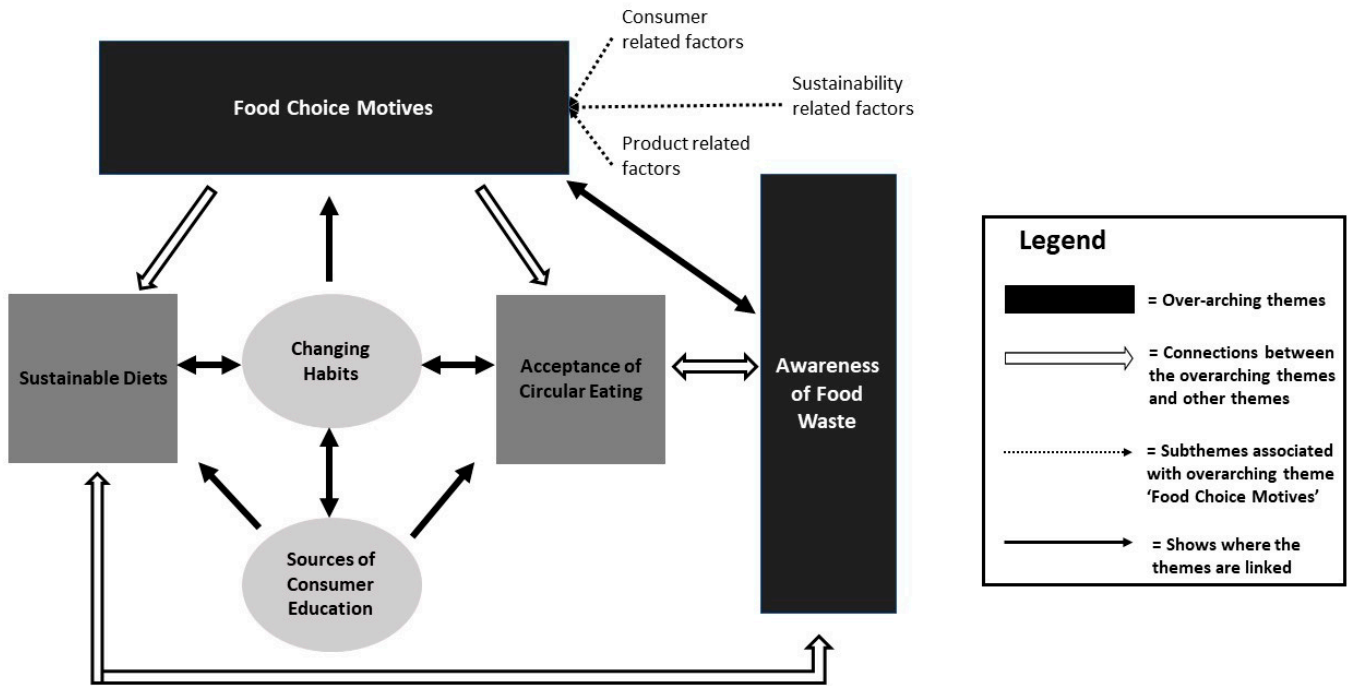 Consumer
related factors
Sustainability
related factors
Food Choice Motives
Product related
factors
Legend
= Over-arching themes
= Connections between
the overarching themes
and other themes
= Subthemes associated
with overarching theme
‘Food Choice Motives’
= Shows where the
themes are linked
Sustainable Diets
Changing
Habits
Acceptance of
Circular Eating
Awareness
of Food
Waste
Sources of
Consumer
Education